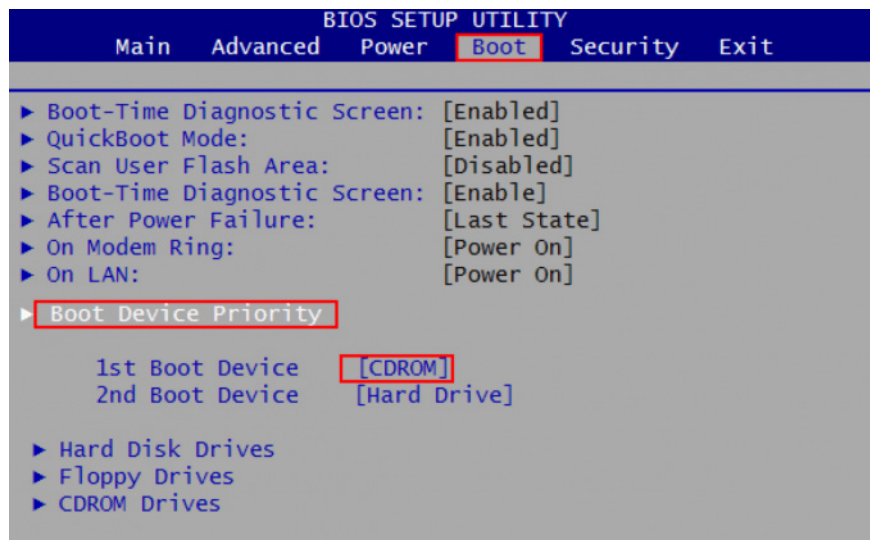 BIOS SETUP UTILITY
Main Advanced Power Boot Security Exit
Boot-Time Diagnostic Screen: [Enabled]
QuickBoot Mode: [Enabled]
Scan User Flash Area: [Disabled]
Boot-Time Diagnostic Screen: [Enable]
After Power Failure: [Last State]
On Modem Ring: [Power On]
On LAN: [Power On]
Boot Device Priority
1st Boot Device [CDROM]
2nd Boot Device [Hard Drive]
Hard Disk Drives
Floppy Drives
CDROM Drives